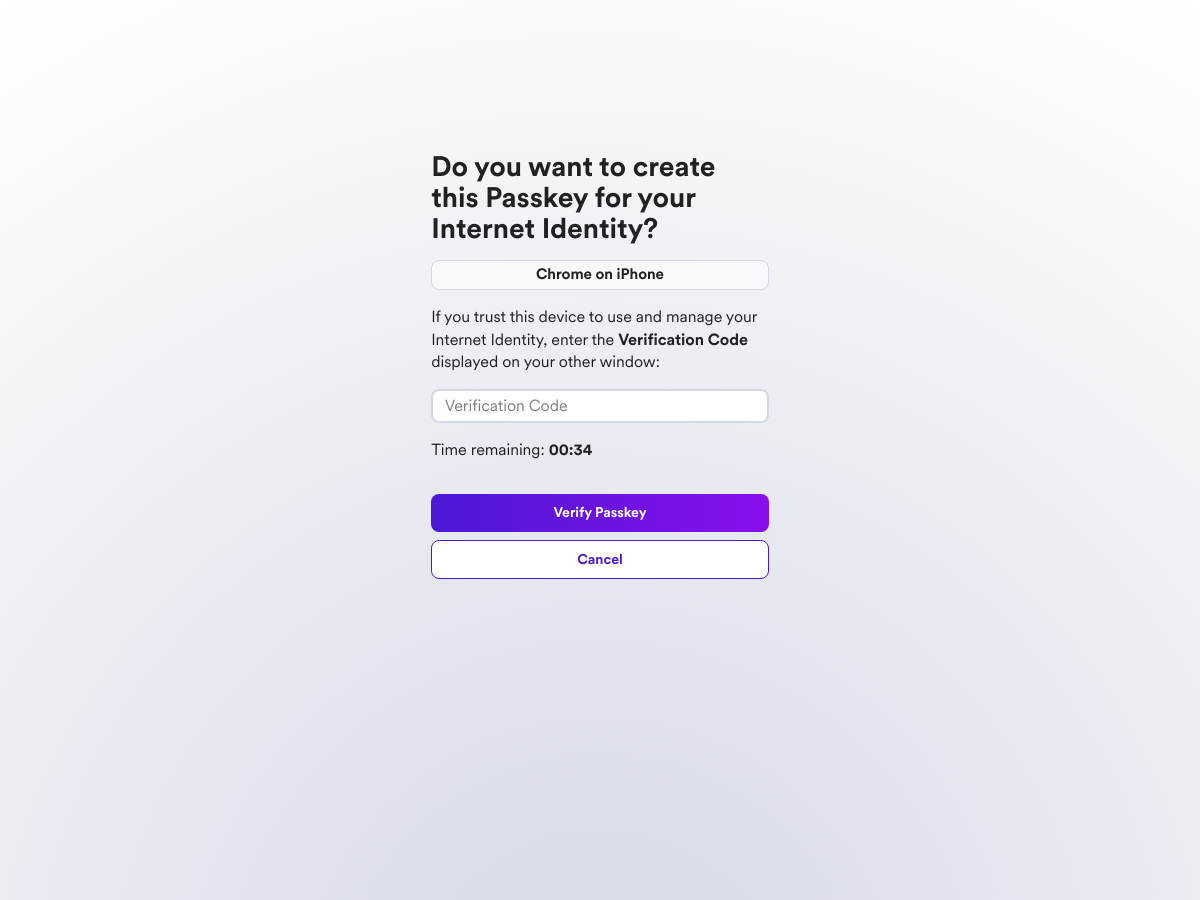 Do you want to create
this Passkey for your
Internet Identity?
Chrome on iPhone
If you trust this device to use and manage your
Internet Identity, enter the Verification Code
displayed on your other window:
Verification Code
Time remaining: 00:34
Verify Passkey
Cancel